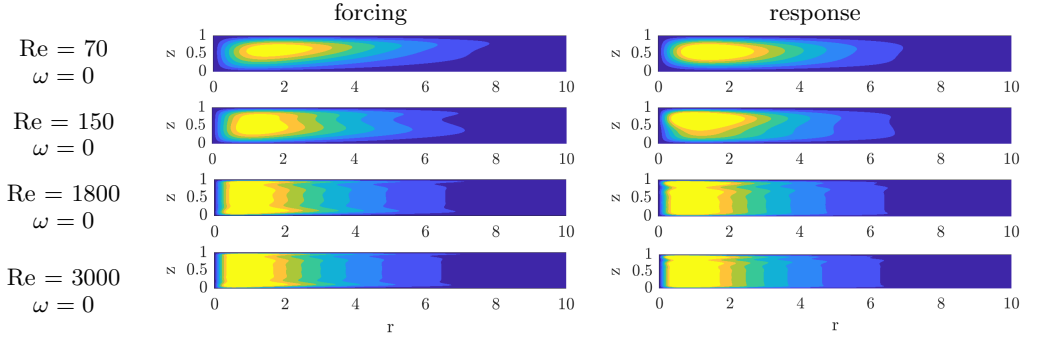 forcing response
Re = 70
ω = 0
z 1 0.5 0
0 2 4 6 8 10
z 1 0.5 0
0 2 4 6 8 10
Re = 150
ω = 0
z 1 0.5 0
0 2 4 6 8 10
z 1 0.5 0
0 2 4 6 8 10
Re = 1800
ω = 0
z 1 0.5 0
0 2 4 6 8 10
z 1 0.5 0
0 2 4 6 8 10
Re = 3000
ω = 0
z 1 0.5 0
0 2 4 6 8 10
z 1 0.5 0
0 2 4 6 8 10
r r